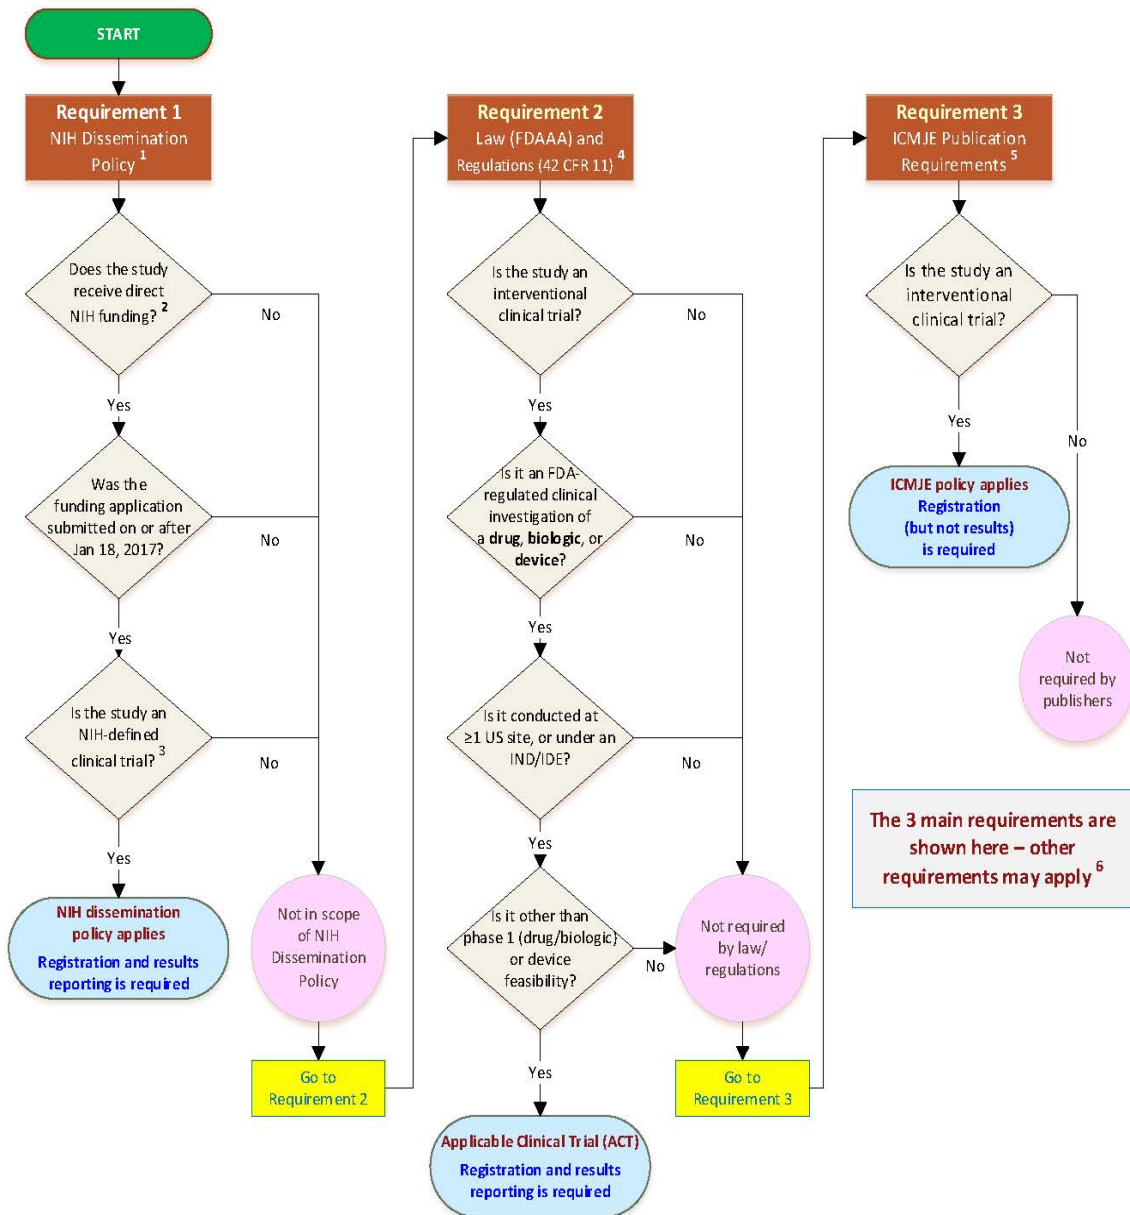 START
Requirement 1
NIH Dissemination
Policy 1
Does the study
receive direct
NIH funding? 2
No
Yes
Was the
funding application
submitted on or after
Jan 18, 2017?
No
Yes
Is the study an
NIH-defined
clinical trial? 3
No
Yes
NIH dissemination
policy applies
Registration and results
reporting is required
Not in scope
of NIH
Dissemination
Policy
Go to
Requirement 2
Requirement 2
Law (FDAAA) and
Regulations (42 CFR 11) 4
Is the study an
interventional
clinical trial?
No
Yes
Is it an FDA-
regulated clinical
investigation of
a drug, biologic, or
device?
No
Yes
Is it conducted at
≥1 US site, or under an
IND/IDE?
No
Yes
Is it other than
phase 1 (drug/biologic)
or device
feasibility?
No
Yes
Applicable Clinical Trial (ACT)
Registration and results
reporting is required
Not required
by law/
regulations
Go to
Requirement 3
Requirement 3
ICMJE Publication
Requirements 5
Is the study an
interventional
clinical trial?
Yes
No
ICMJE policy applies
Registration
(but not results)
is required
Not
required by
publishers
The 3 main requirements are
shown here – other
requirements may apply 6